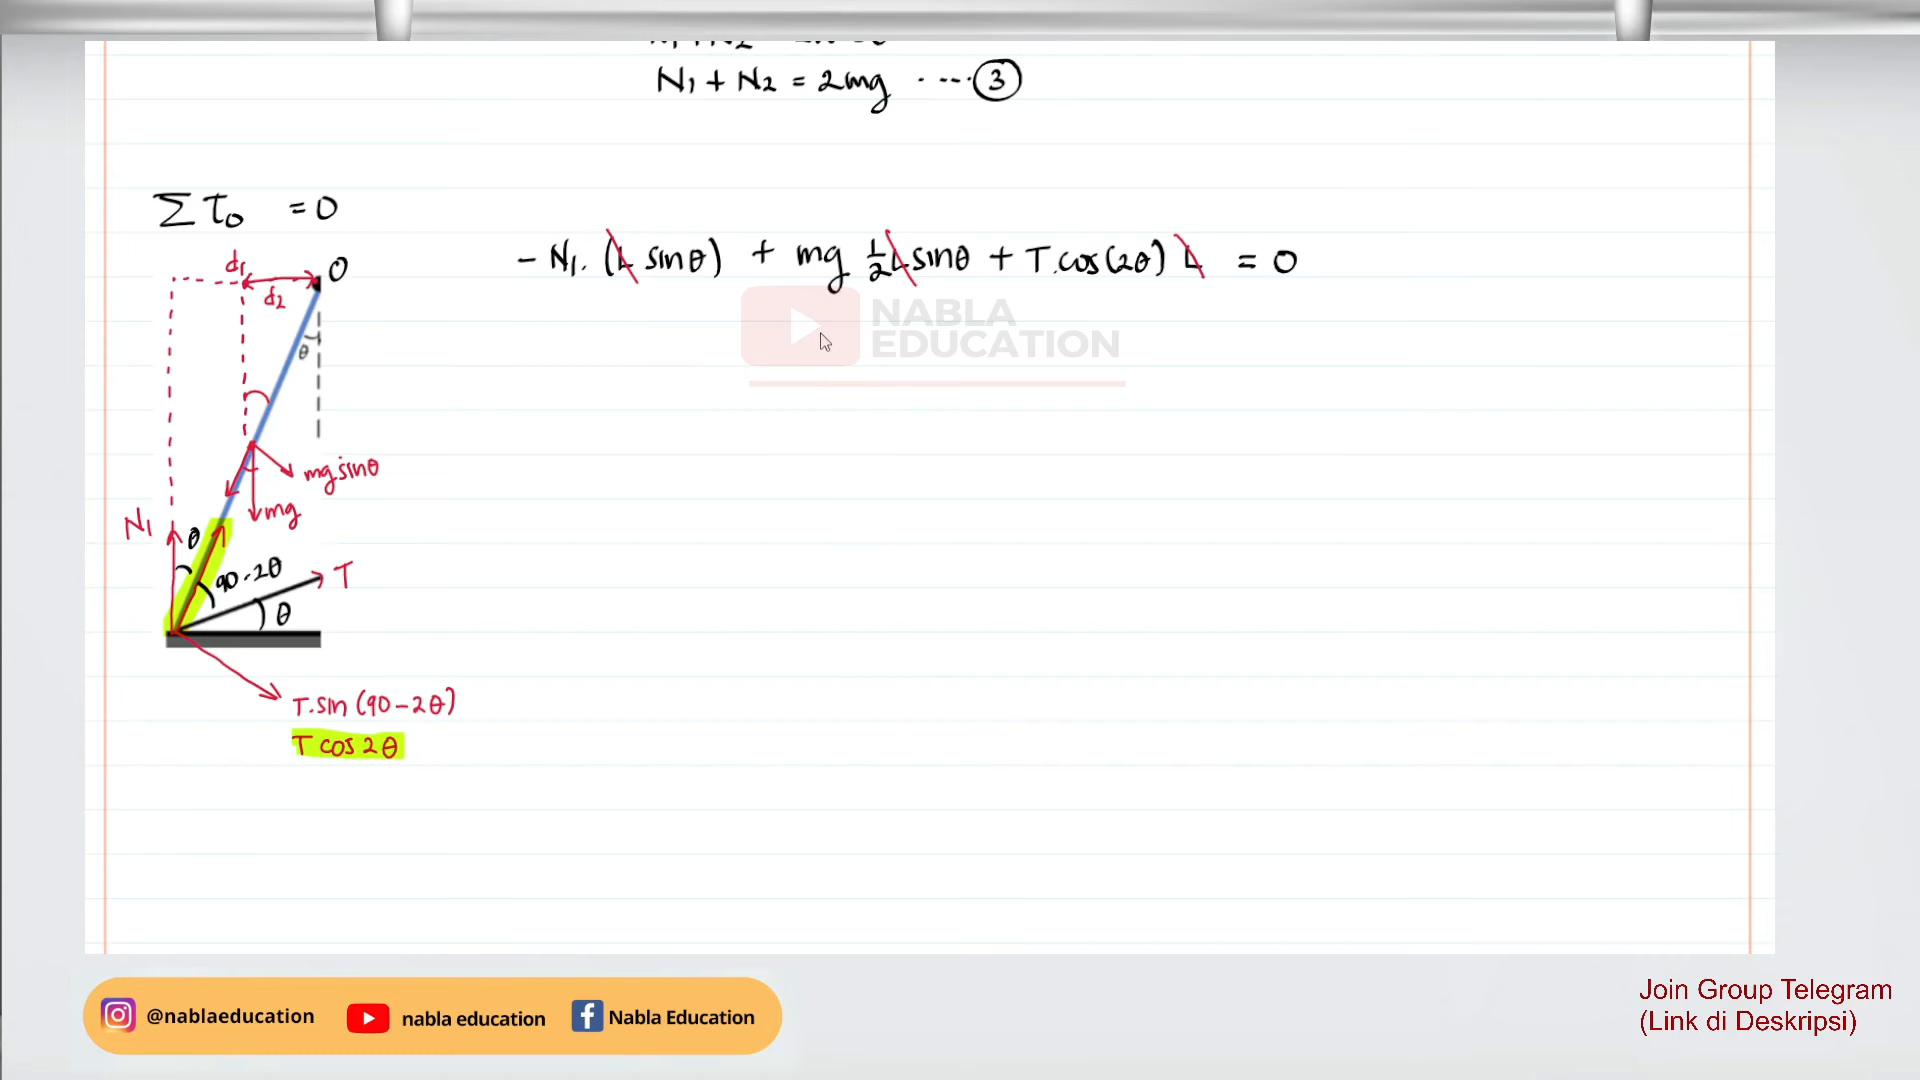 N₁ + N₂ = 2mg ..... ③
Σ τ₀ = 0
- N₁. (L sinθ) + mg ½ L sinθ + T.cos(2θ) L = 0
d₁
O
d₂
θ
mg sinθ
mg
N₁
θ
90-2θ
T
θ
T.sin (90-2θ)
T cos 2θ
NABLA
EDUCATION
@nablaeducation
nabla education
Nabla Education
Join Group Telegram
(Link di Deskripsi)